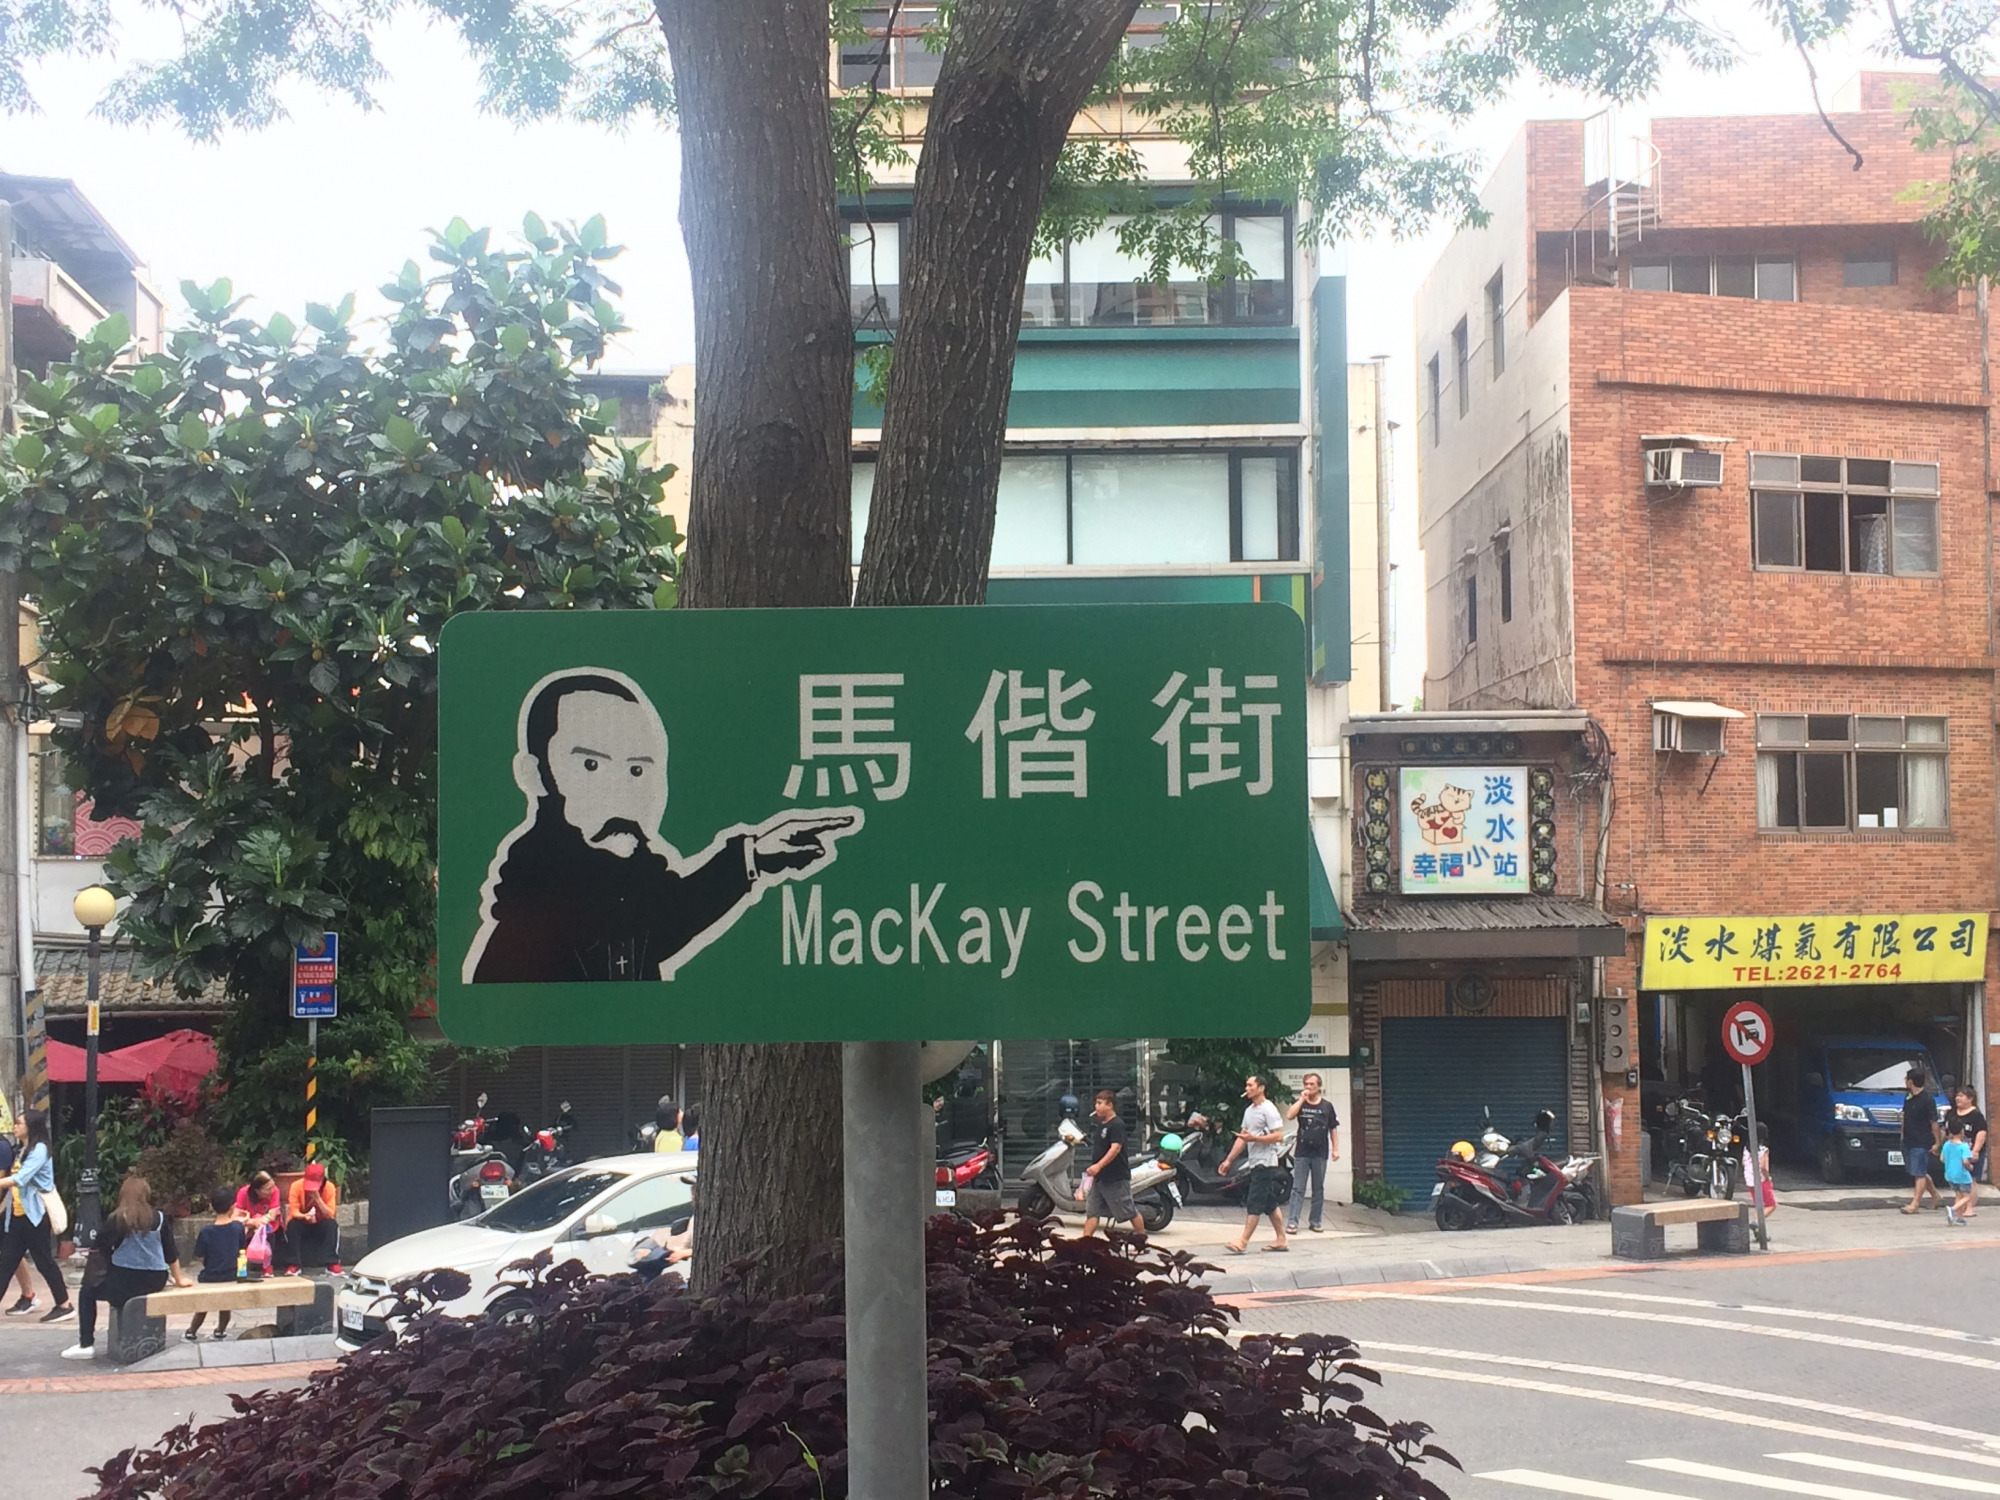 馬偕街
MacKay Street
淡水
幸福小站
淡水煤氣有限公司
TEL:2621-2764